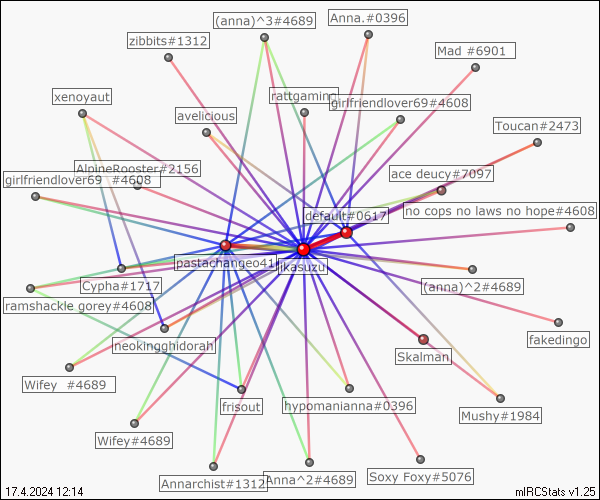 (anna)^3#4689
Anna.#0396
zibbits#1312
Mad #6901
xenoyaut
rattgaming
girlfriendlover69#4608
avelicious
Toucan#2473
AlpineRooster#2156
ace deucy#7097
girlfriendlover69 #4608
default#0617
no cops no laws no hope#4608
pastachangeo41
jikasuzu
Cypha#1717
(anna)^2#4689
ramshackle gorey#4608
fakedingo
neokingghidorah
Skalman
Wifey #4689
frisout
hypomanianna#0396
Mushy#1984
Wifey#4689
Annarchist#1312
Anna^2#4689
Soxy Foxy#5076
17.4.2024 12:14
mIRCStats v1.25